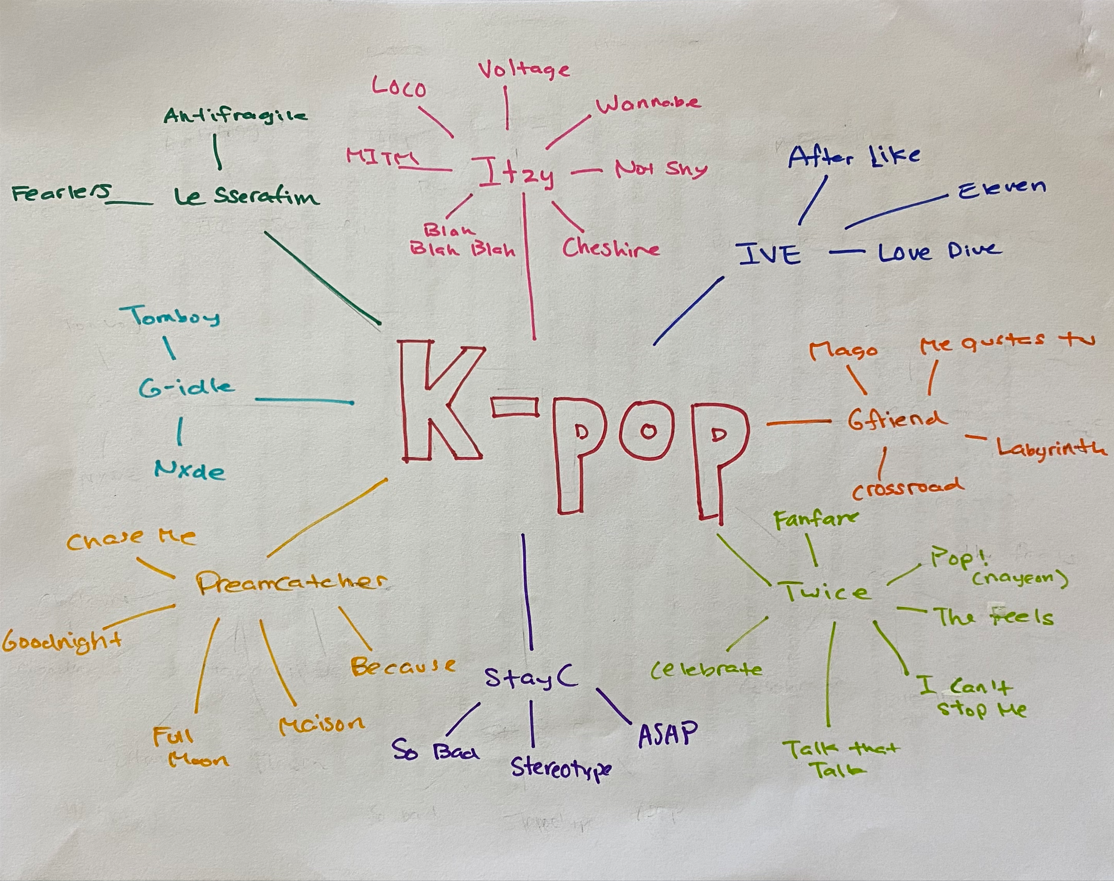 Voltage
Loco
Wannabe
Antifragile
MITM
Itzy
Not Shy
After Like
Fearless
Le Sserafim
Eleven
Blah
Blah Blah
Cheshire
IVE
Love Dive
Tomboy
Mago
Me gustas tu
G-idle
K-POP
Gfriend
Labyrinth
Nxde
Crossroad
Fanfare
Chase Me
Pop!
(nayeon)
Dreamcatcher
Twice
The Feels
Goodnight
Because
Celebrate
StayC
I Can't
Stop Me
Full
Moon
Maison
So Bad
Stereotype
ASAP
Talk that
Talk